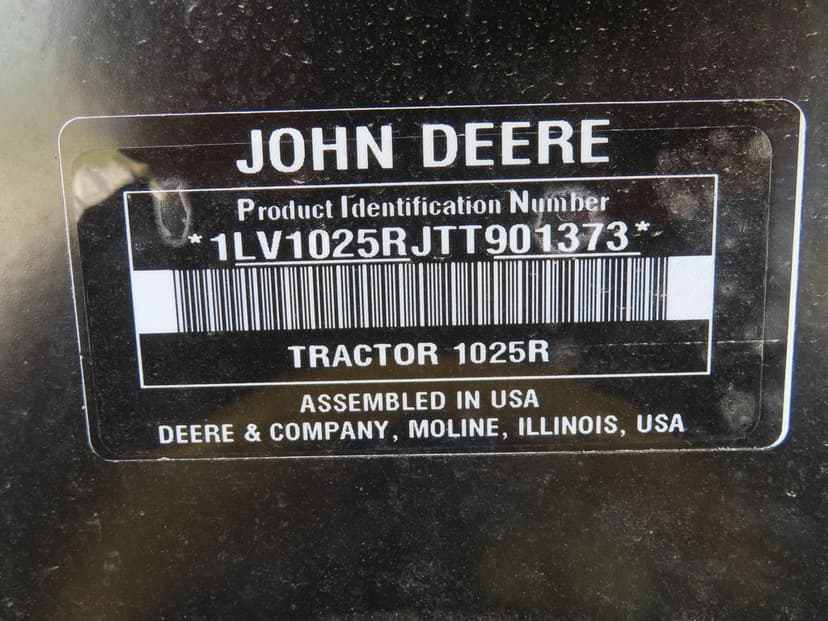 JOHN DEERE
Product Identification Number
*1LV1025RJTT901373*
TRACTOR 1025R
ASSEMBLED IN USA
DEERE & COMPANY, MOLINE, ILLINOIS, USA